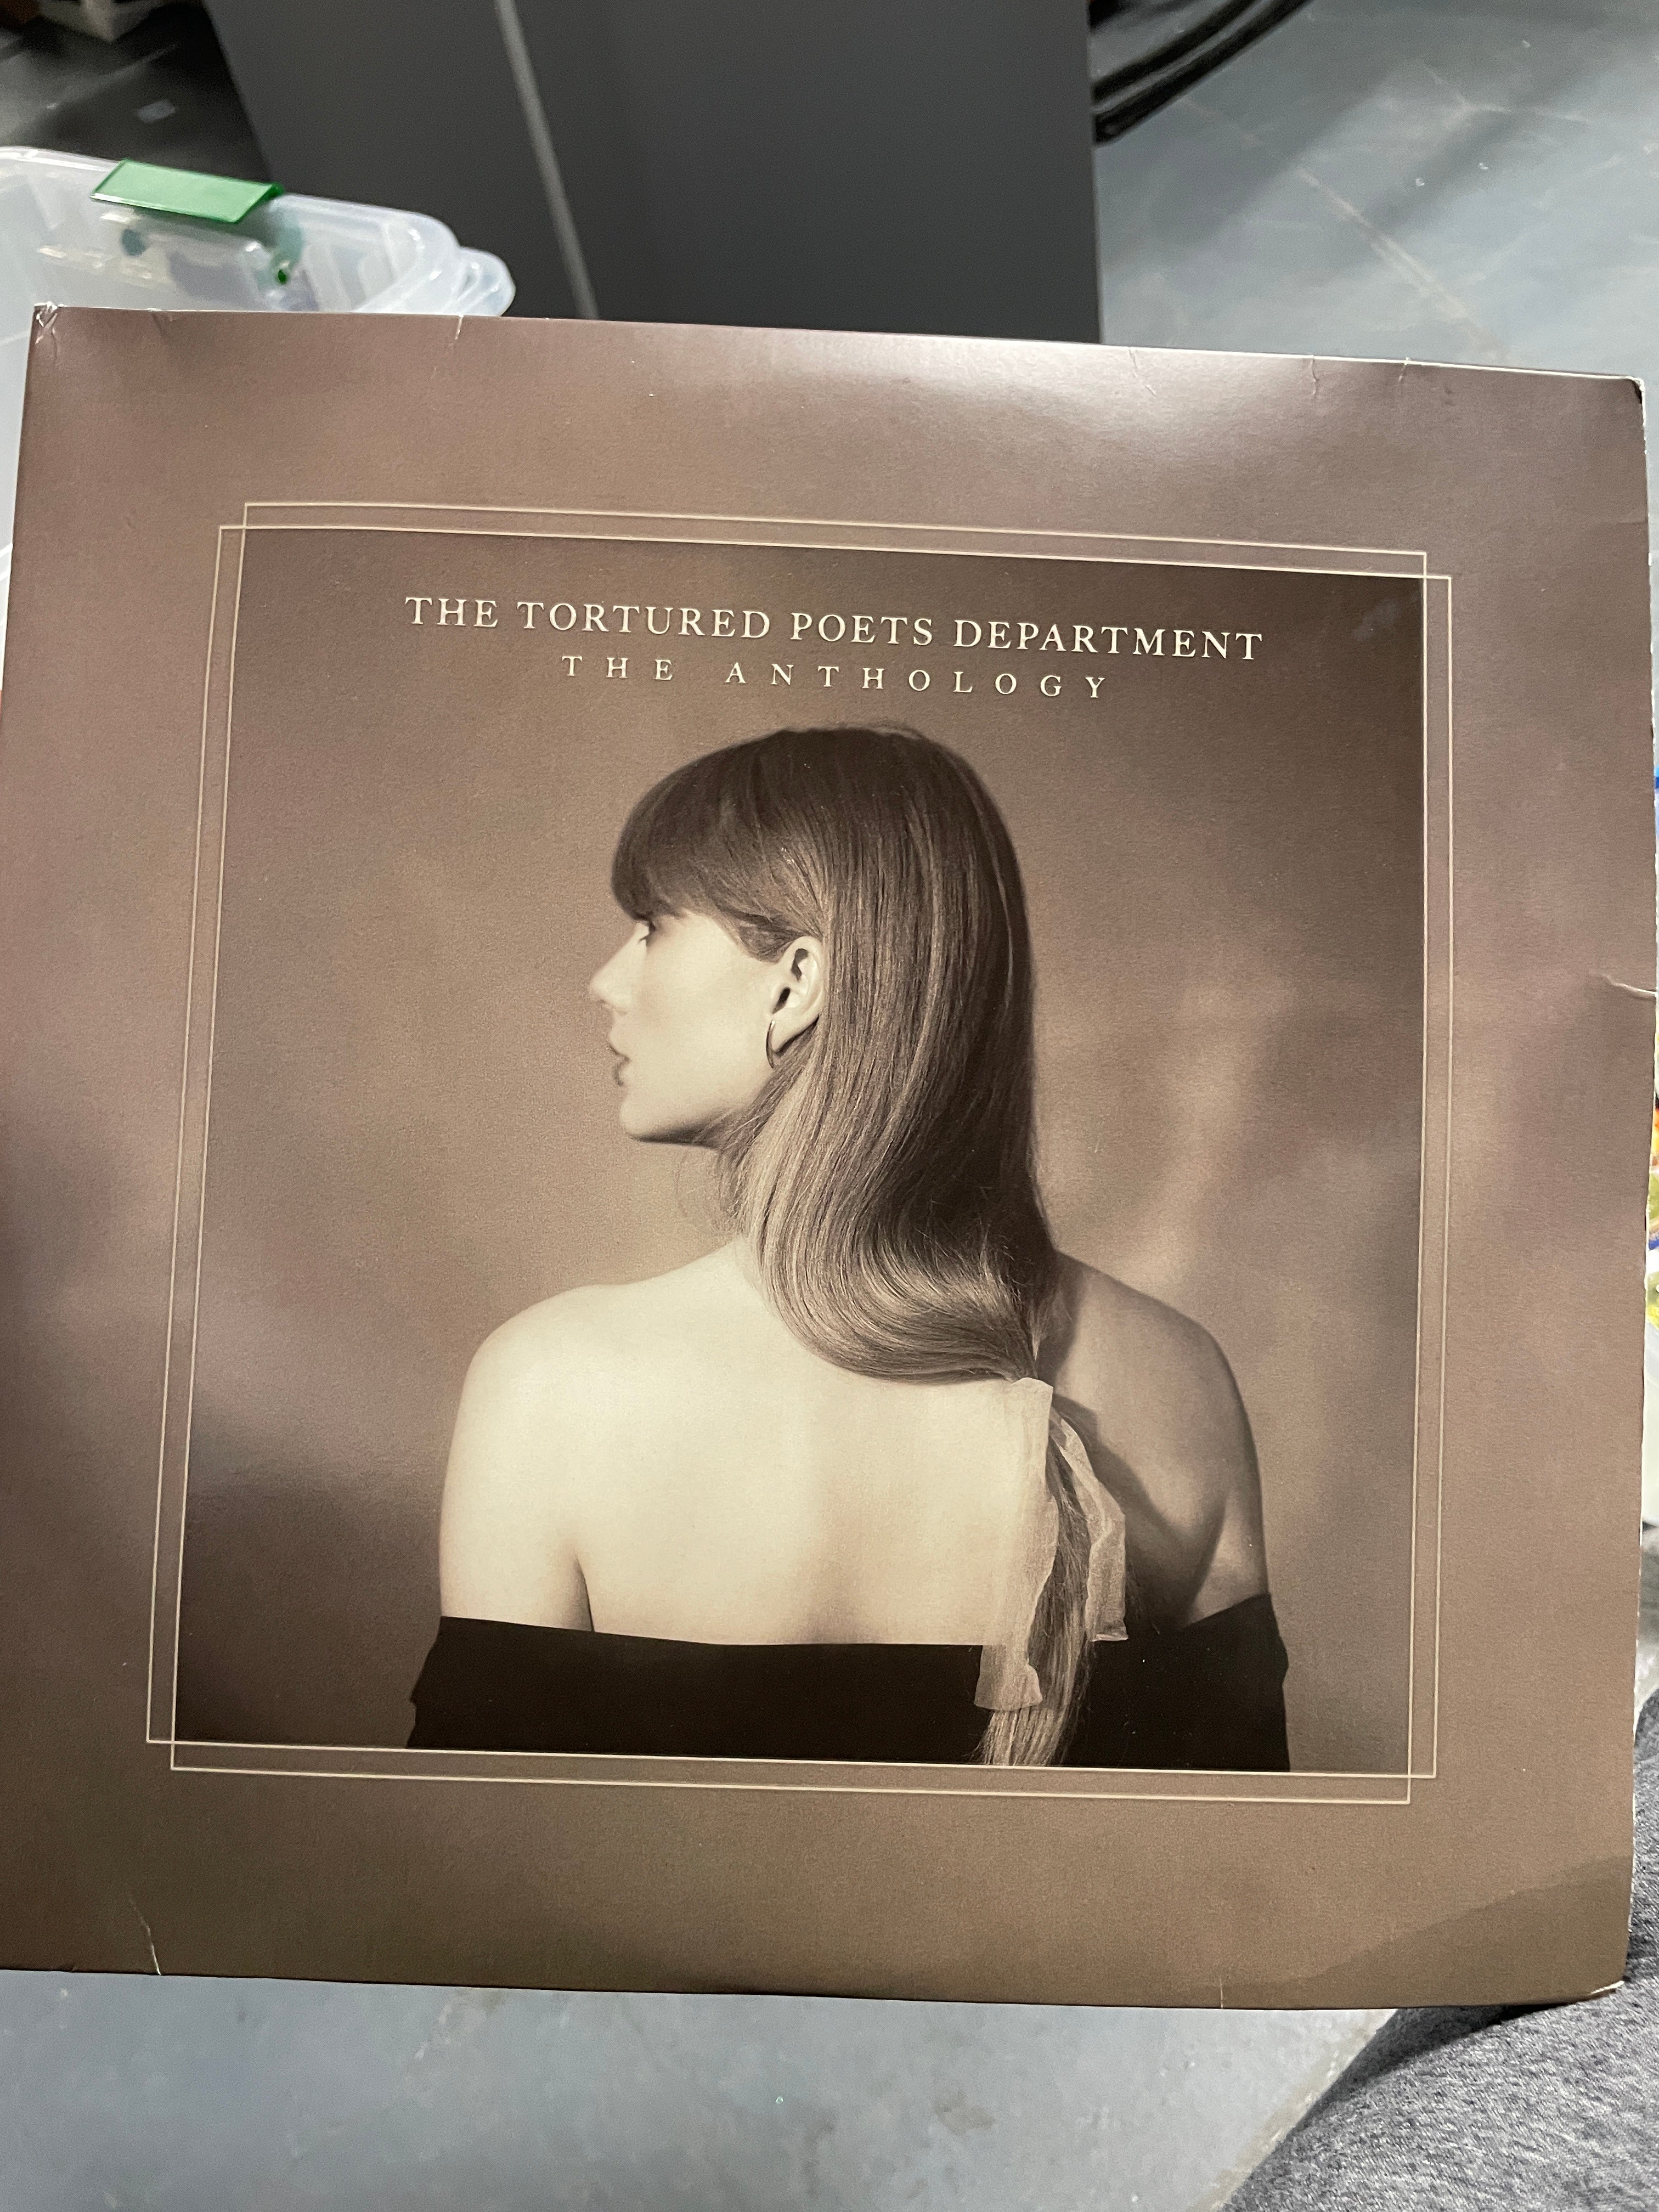 THE TORTURED POETS DEPARTMENT
THE ANTHOLOGY